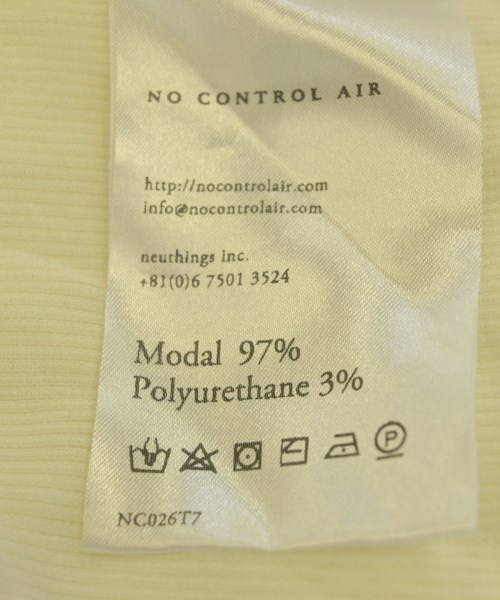 NO CONTROL AIR
http://nocontrolair.com
info@nocontrolair.com
neuthings inc.
+81(0)6 7501 3524
Modal 97%
Polyurethane 3%
P
NC026T7